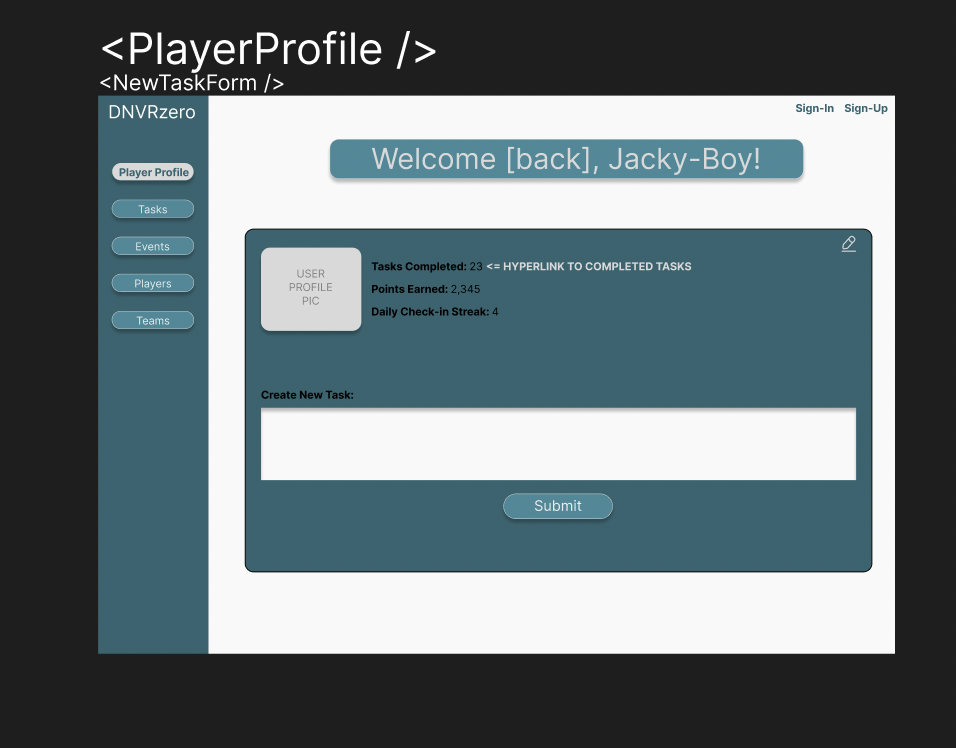 <PlayerProfile />
<NewTaskForm />
DNVRzero
Sign-In Sign-Up
Welcome [back], Jacky-Boy!
Player Profile
Tasks
Events
Players
Teams
USER
PROFILE
PIC
Tasks Completed: 23 <= HYPERLINK TO COMPLETED TASKS
Points Earned: 2,345
Daily Check-in Streak: 4
Create New Task:
Submit